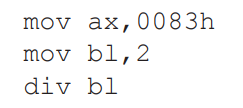 mov ax,0083h
mov bl,2
div bl